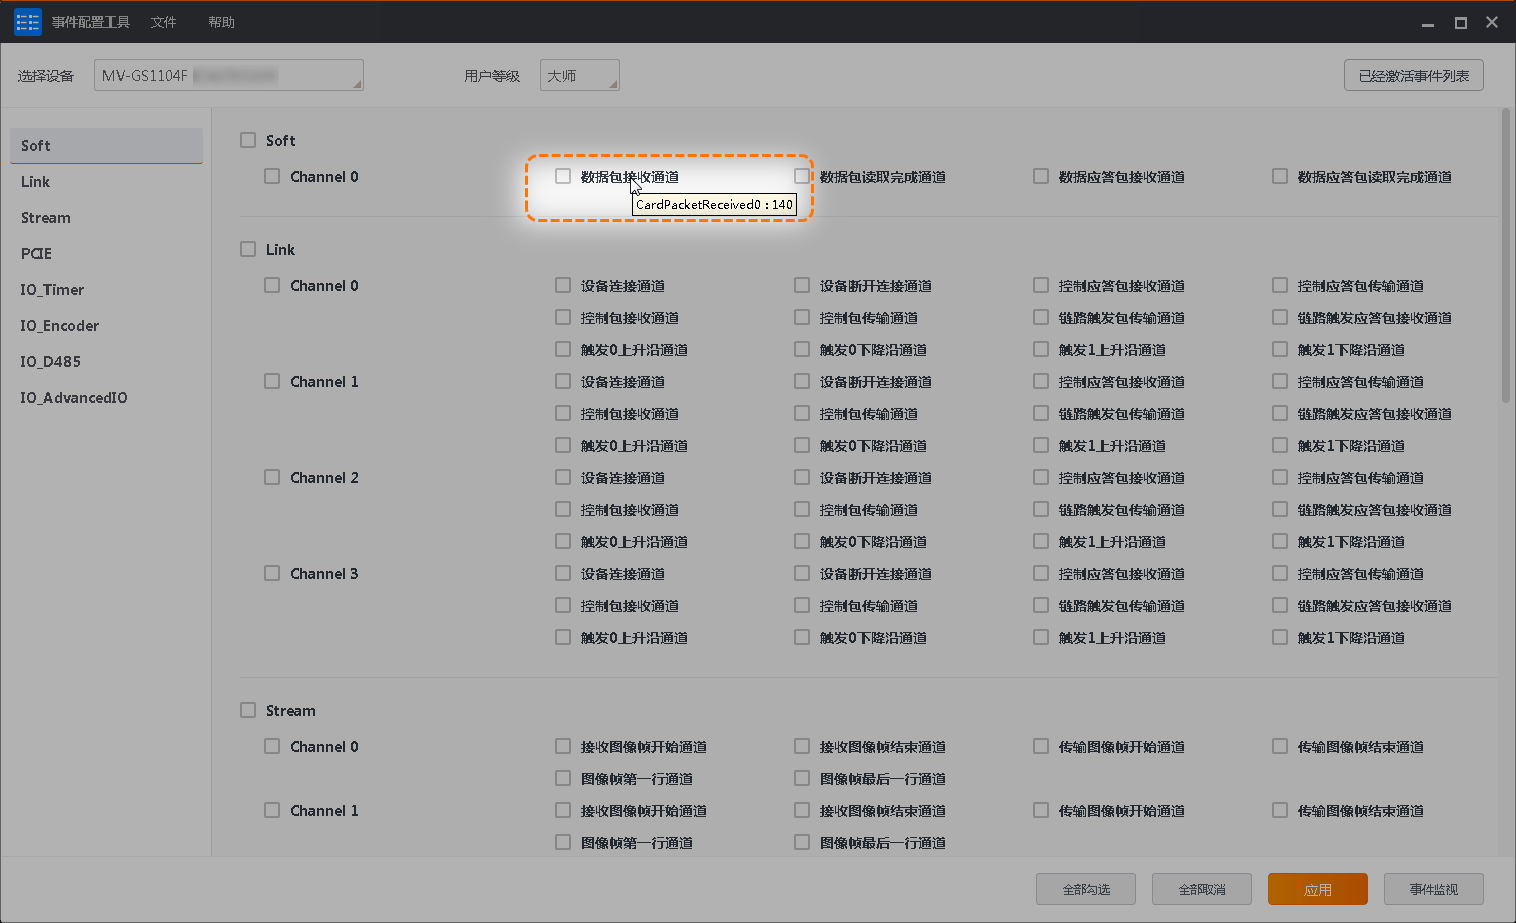 事件配置工具 文件 帮助
选择设备 MV-GS1104F 用户等级 大师 已经激活事件列表
Soft
Link
Stream
PCIE
IO_Timer
IO_Encoder
IO_D485
IO_AdvancedIO
Soft
Channel 0 数据包接收通道 数据包读取完成通道 数据应答包接收通道 数据应答包读取完成通道
CardPacketReceived0 : 140
Link
Channel 0 设备连接通道 设备断开连接通道 控制应答包接收通道 控制应答包传输通道
控制包接收通道 控制包传输通道 链路触发包传输通道 链路触发应答包接收通道
触发0上升沿通道 触发0下降沿通道 触发1上升沿通道 触发1下降沿通道
Channel 1 设备连接通道 设备断开连接通道 控制应答包接收通道 控制应答包传输通道
控制包接收通道 控制包传输通道 链路触发包传输通道 链路触发应答包接收通道
触发0上升沿通道 触发0下降沿通道 触发1上升沿通道 触发1下降沿通道
Channel 2 设备连接通道 设备断开连接通道 控制应答包接收通道 控制应答包传输通道
控制包接收通道 控制包传输通道 链路触发包传输通道 链路触发应答包接收通道
触发0上升沿通道 触发0下降沿通道 触发1上升沿通道 触发1下降沿通道
Channel 3 设备连接通道 设备断开连接通道 控制应答包接收通道 控制应答包传输通道
控制包接收通道 控制包传输通道 链路触发包传输通道 链路触发应答包接收通道
触发0上升沿通道 触发0下降沿通道 触发1上升沿通道 触发1下降沿通道
Stream
Channel 0 接收图像帧开始通道 接收图像帧结束通道 传输图像帧开始通道 传输图像帧结束通道
图像帧第一行通道 图像帧最后一行通道
Channel 1 接收图像帧开始通道 接收图像帧结束通道 传输图像帧开始通道 传输图像帧结束通道
图像帧第一行通道 图像帧最后一行通道
全部勾选 全部取消 应用 事件监视